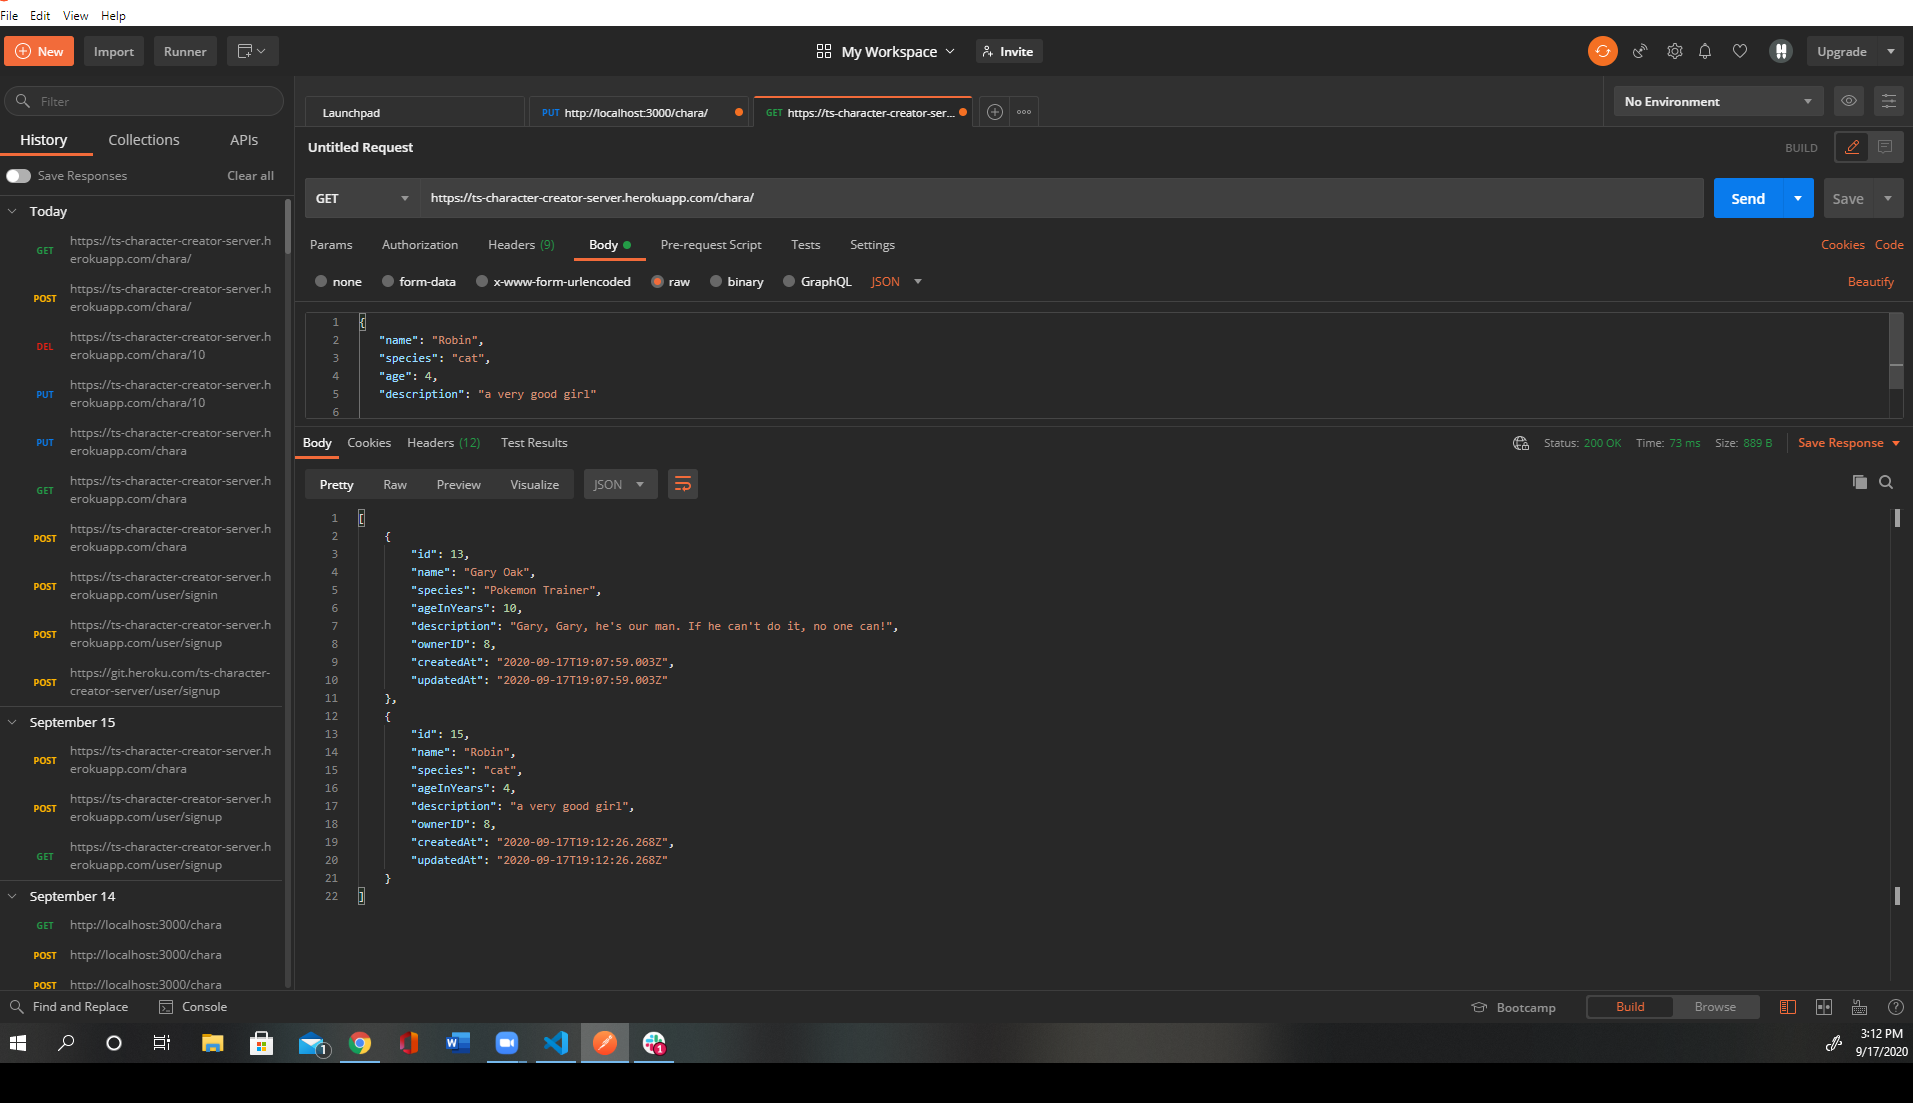 File Edit View Help
New Import Runner My Workspace Invite Upgrade
Filter
History Collections APIs
Save Responses Clear all
Today
GET https://ts-character-creator-server.h
erokuapp.com/chara/
POST https://ts-character-creator-server.h
erokuapp.com/chara/
DEL https://ts-character-creator-server.h
erokuapp.com/chara/10
PUT https://ts-character-creator-server.h
erokuapp.com/chara/10
PUT https://ts-character-creator-server.h
erokuapp.com/chara
GET https://ts-character-creator-server.h
erokuapp.com/chara
POST https://ts-character-creator-server.h
erokuapp.com/chara
POST https://ts-character-creator-server.h
erokuapp.com/user/signin
POST https://ts-character-creator-server.h
erokuapp.com/user/signup
POST https://git.heroku.com/ts-character-
creator-server/user/signup
September 15
POST https://ts-character-creator-server.h
erokuapp.com/chara
POST https://ts-character-creator-server.h
erokuapp.com/user/signup
GET https://ts-character-creator-server.h
erokuapp.com/user/signup
September 14
GET http://localhost:3000/chara
POST http://localhost:3000/chara
POST http://localhost:3000/chara
Launchpad PUT http://localhost:3000/chara/ GET https://ts-character-creator-ser... No Environment
Untitled Request BUILD
GET https://ts-character-creator-server.herokuapp.com/chara/ Send Save
Params Authorization Headers (9) Body Pre-request Script Tests Settings Cookies Code
none form-data x-www-form-urlencoded raw binary GraphQL JSON Beautify
1 {
2 "name": "Robin",
3 "species": "cat",
4 "age": 4,
5 "description": "a very good girl"
6
Body Cookies Headers (12) Test Results Status: 200 OK Time: 73 ms Size: 889 B Save Response
Pretty Raw Preview Visualize JSON
1 [
2 {
3 "id": 13,
4 "name": "Gary Oak",
5 "species": "Pokemon Trainer",
6 "ageInYears": 10,
7 "description": "Gary, Gary, he's our man. If he can't do it, no one can!",
8 "ownerID": 8,
9 "createdAt": "2020-09-17T19:07:59.003Z",
10 "updatedAt": "2020-09-17T19:07:59.003Z"
11 },
12 {
13 "id": 15,
14 "name": "Robin",
15 "species": "cat",
16 "ageInYears": 4,
17 "description": "a very good girl",
18 "ownerID": 8,
19 "createdAt": "2020-09-17T19:12:26.268Z",
20 "updatedAt": "2020-09-17T19:12:26.268Z"
21 }
22 ]
Find and Replace Console Bootcamp Build Browse
1 W 1
3:12 PM
9/17/2020